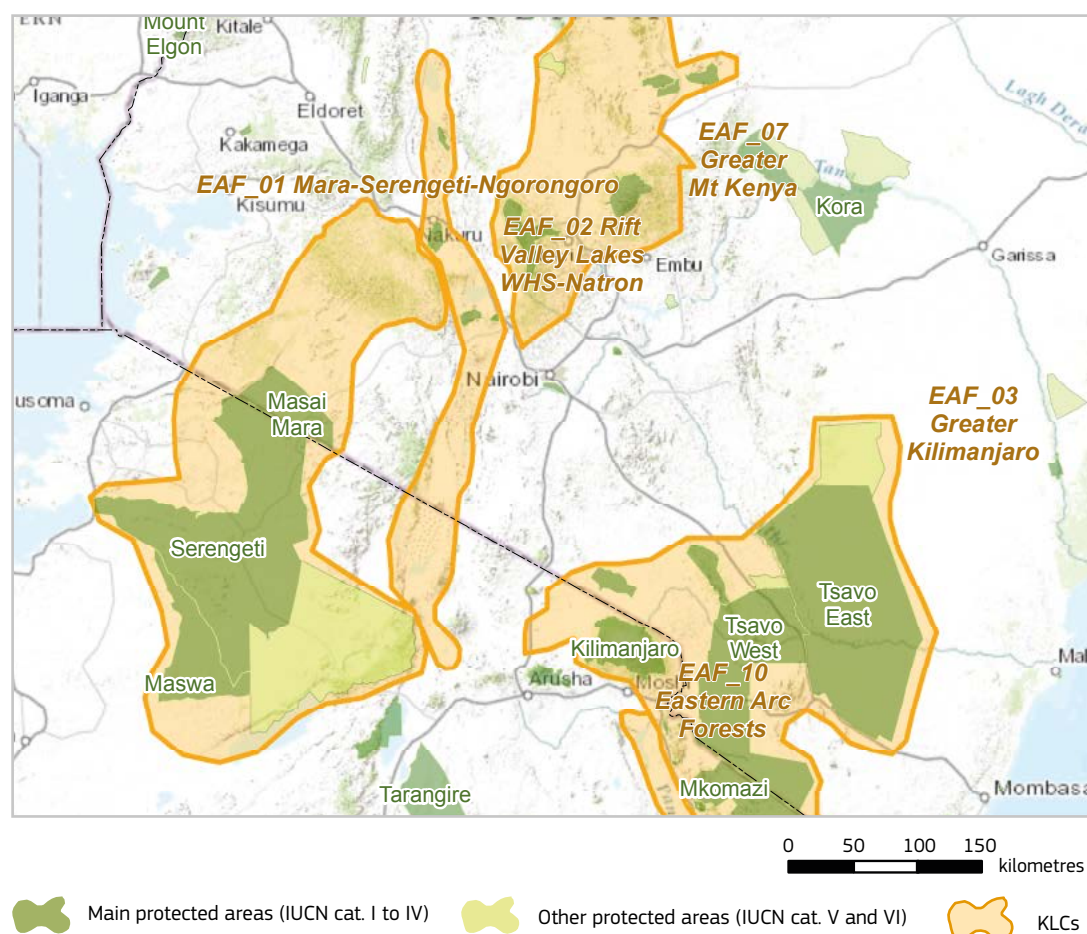 Mount
Elgon
Kitale
Iganga
Eldoret
Kakamega
Lagh Dera
EAF_07
Greater
Mt Kenya
Tana
Kora
EAF_01 Mara-Serengeti-Ngorongoro
Kisumu
Nakuru
EAF_02 Rift
Valley Lakes
WHS-Natron
Embu
Garissa
Nairobi
usoma
Masai
Mara
EAF_03
Greater
Kilimanjaro
Serengeti
Tsavo
East
Tsavo
West
Kilimanjaro
Maswa
Arusha
Mosh
EAF_10
Eastern Arc
Forests
Mal
Tarangire
Mkomazi
Mombasa
0 50 100 150
kilometres
Main protected areas (IUCN cat. I to IV)
Other protected areas (IUCN cat. V and VI)
KLCs